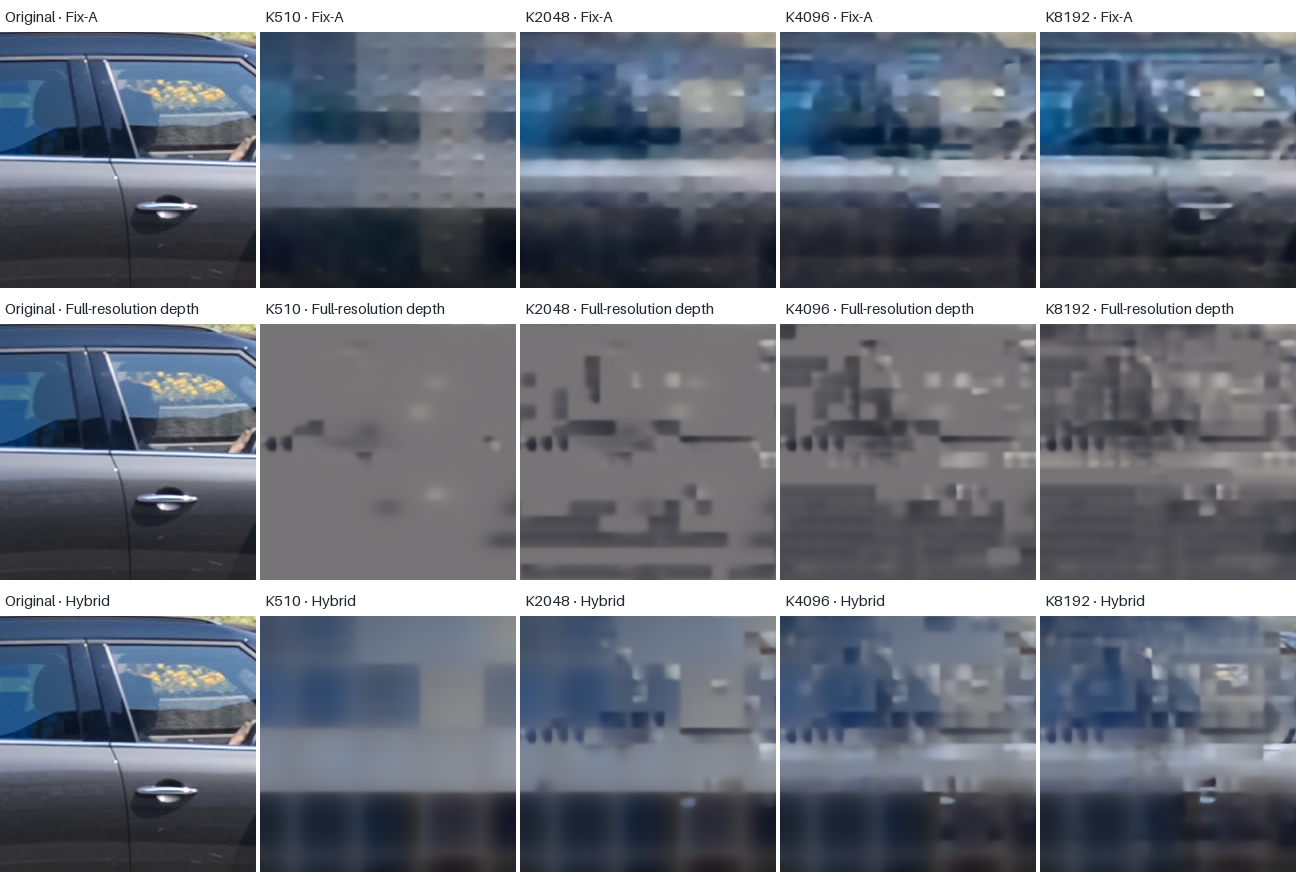 Original · Fix-A
K510 · Fix-A
K2048 · Fix-A
K4096 · Fix-A
K8192 · Fix-A
Original · Full-resolution depth
K510 · Full-resolution depth
K2048 · Full-resolution depth
K4096 · Full-resolution depth
K8192 · Full-resolution depth
Original · Hybrid
K510 · Hybrid
K2048 · Hybrid
K4096 · Hybrid
K8192 · Hybrid